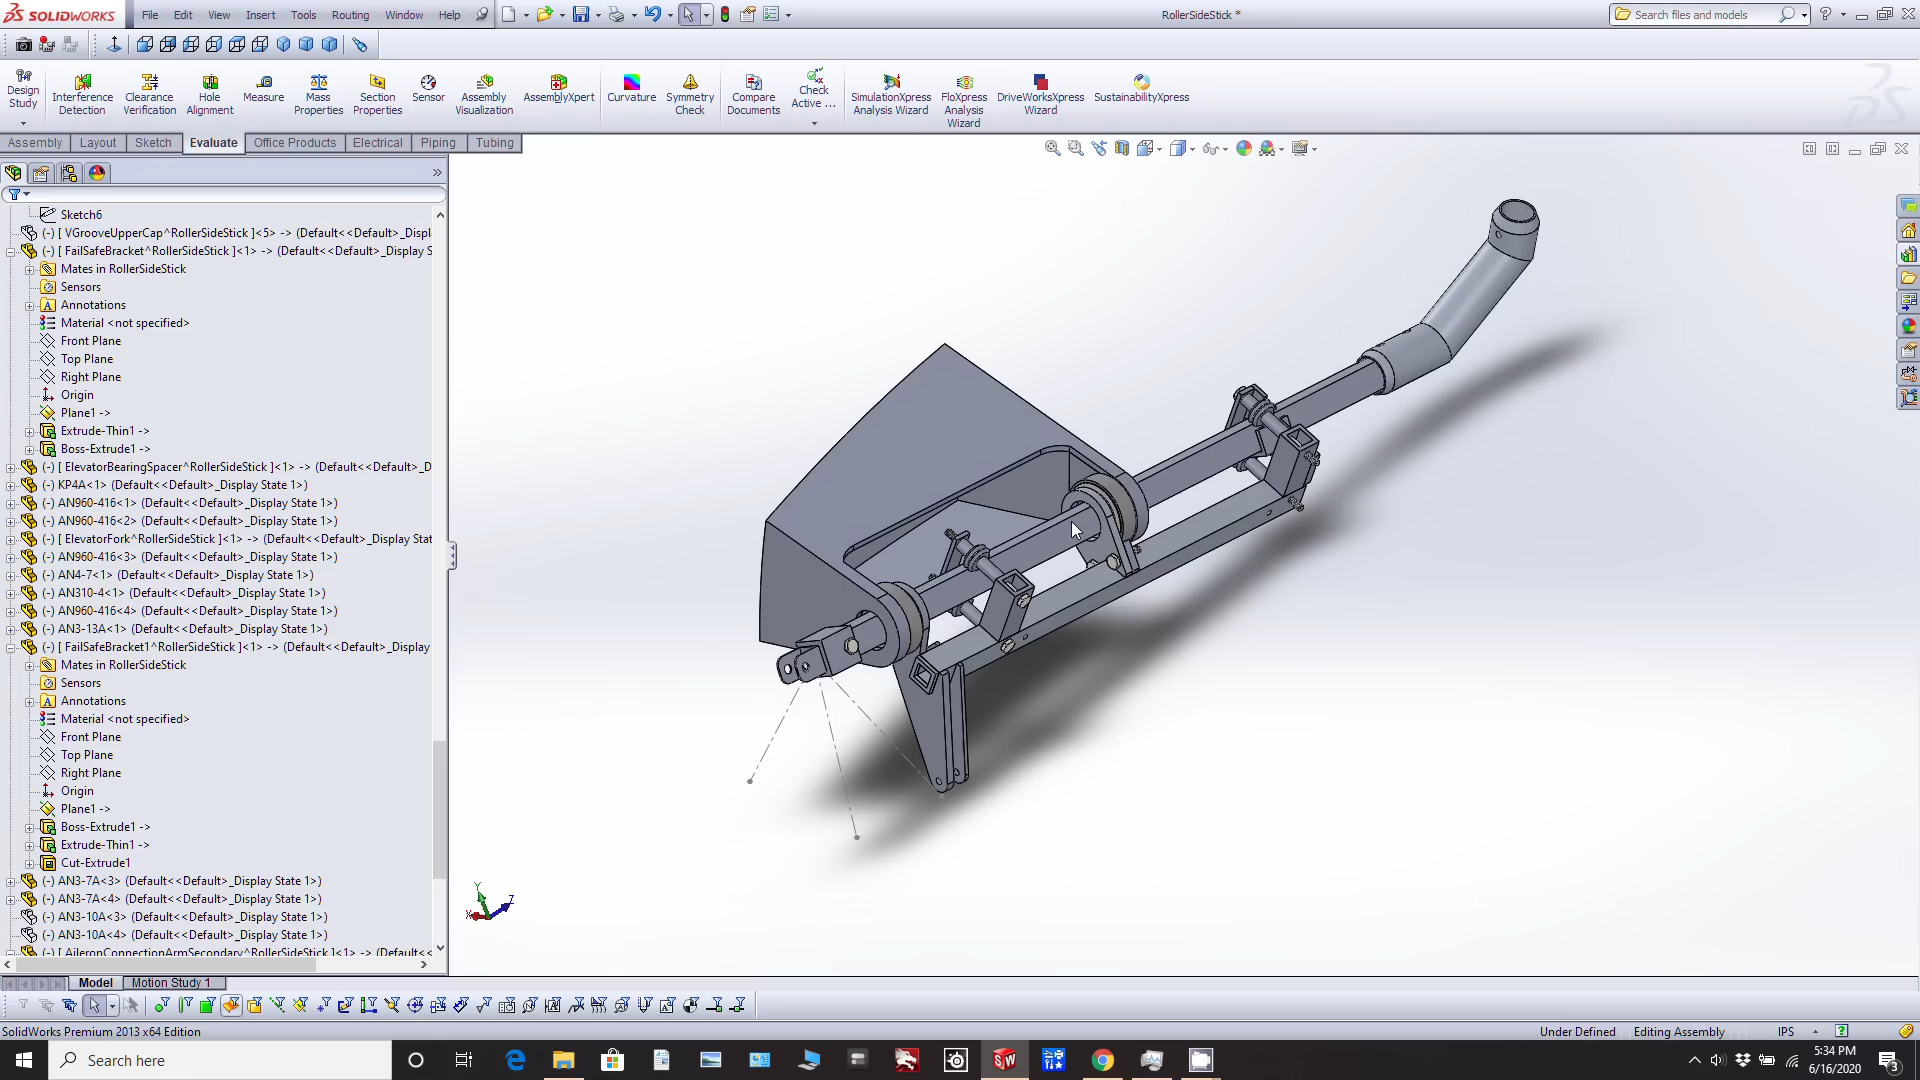 SOLIDWORKS
File Edit View Insert Tools Routing Window Help
RollerSideStick *
Search files and models
Design Study
Interference Detection
Clearance Verification
Hole Alignment
Measure
Mass Properties
Section Properties
Sensor
Assembly Visualization
AssemblyXpert
Curvature
Symmetry Check
Compare Documents
Check Active ...
SimulationXpress Analysis Wizard
FloXpress Analysis Wizard
DriveWorksXpress Wizard
SustainabilityXpress
Assembly Layout Sketch Evaluate Office Products Electrical Piping Tubing
Sketch6
(-) [ VGrooveUpperCap^RollerSideStick ]<5> -> (Default<<Default>_Displ
(-) [ FailSafeBracket^RollerSideStick ]<1> -> (Default<<Default>_Display S
Mates in RollerSideStick
Sensors
Annotations
Material <not specified>
Front Plane
Top Plane
Right Plane
Origin
Plane1 ->
Extrude-Thin1 ->
Boss-Extrude1 ->
(-) [ ElevatorBearingSpacer^RollerSideStick ]<1> -> (Default<<Default>_D
(-) KP4A<1> (Default<<Default>_Display State 1>)
(-) AN960-416<1> (Default<<Default>_Display State 1>)
(-) AN960-416<2> (Default<<Default>_Display State 1>)
(-) [ ElevatorFork^RollerSideStick ]<1> -> (Default<<Default>_Display Stat
(-) AN960-416<3> (Default<<Default>_Display State 1>)
(-) AN4-7<1> (Default<<Default>_Display State 1>)
(-) AN310-4<1> (Default<<Default>_Display State 1>)
(-) AN960-416<4> (Default<<Default>_Display State 1>)
(-) AN3-13A<1> (Default<<Default>_Display State 1>)
(-) [ FailSafeBracket1^RollerSideStick ]<1> -> (Default<<Default>_Display
Mates in RollerSideStick
Sensors
Annotations
Material <not specified>
Front Plane
Top Plane
Right Plane
Origin
Plane1 ->
Boss-Extrude1 ->
Extrude-Thin1 ->
Cut-Extrude1
(-) AN3-7A<3> (Default<<Default>_Display State 1>)
(-) AN3-7A<4> (Default<<Default>_Display State 1>)
(-) AN3-10A<3> (Default<<Default>_Display State 1>)
(-) AN3-10A<4> (Default<<Default>_Display State 1>)
(-) [ AileronConnectionArmSecondary^RollerSideStick ]<1> -> (Default<<
Y
X
Z
Model Motion Study 1
SolidWorks Premium 2013 x64 Edition
Under Defined Editing Assembly IPS
Search here
5:34 PM
6/16/2020
3